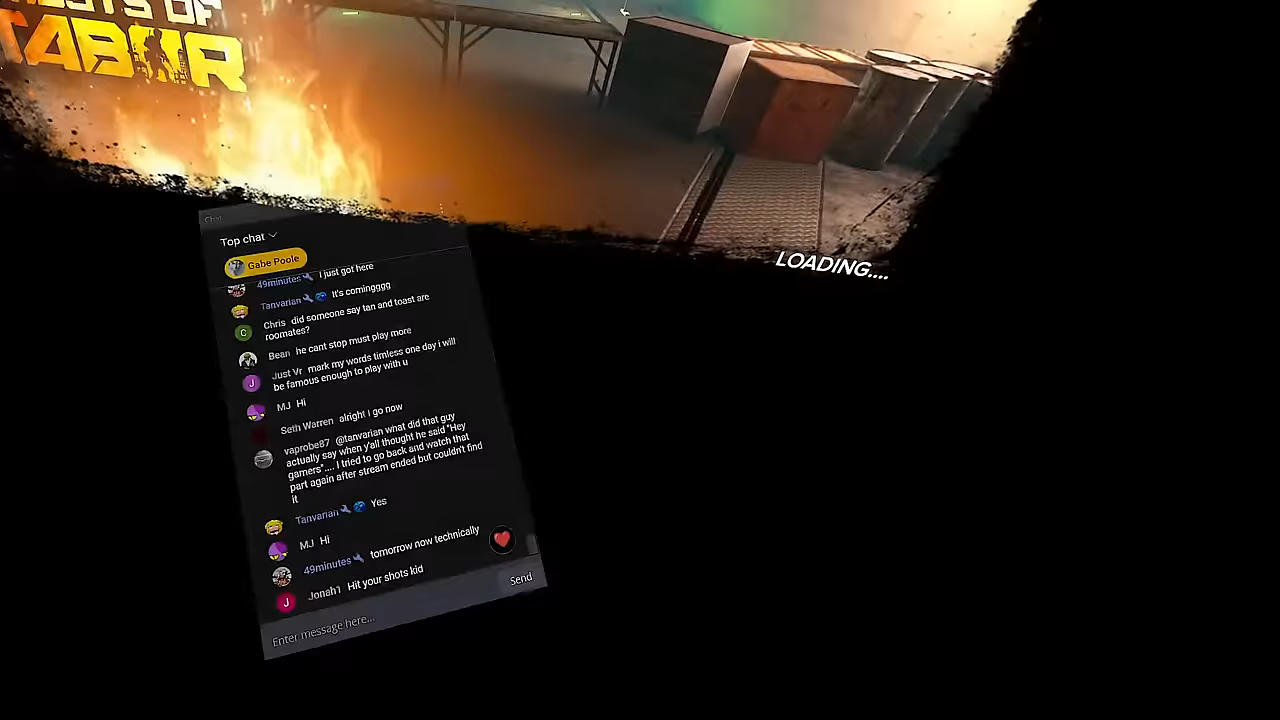 TABOR
LOADING....
Chat
Top chat
Gabe Poole
49minutes I just got here
Tanvarian It's comingggg
Chris did someone say tan and toast are
roomates?
Bean he cant stop must play more
Just Vr mark my words timless one day i will
be famous enough to play with u
MJ Hi
Seth Warren alright i go now
vaprobe87 @tanvarian what did that guy
actually say when y'all thought he said "Hey
gamers".... I tried to go back and watch that
part again after stream ended but couldn't find
it
Tanvarian Yes
MJ Hi
49minutes tomorrow now technically
Jonah1 Hit your shots kid
Send
Enter message here...